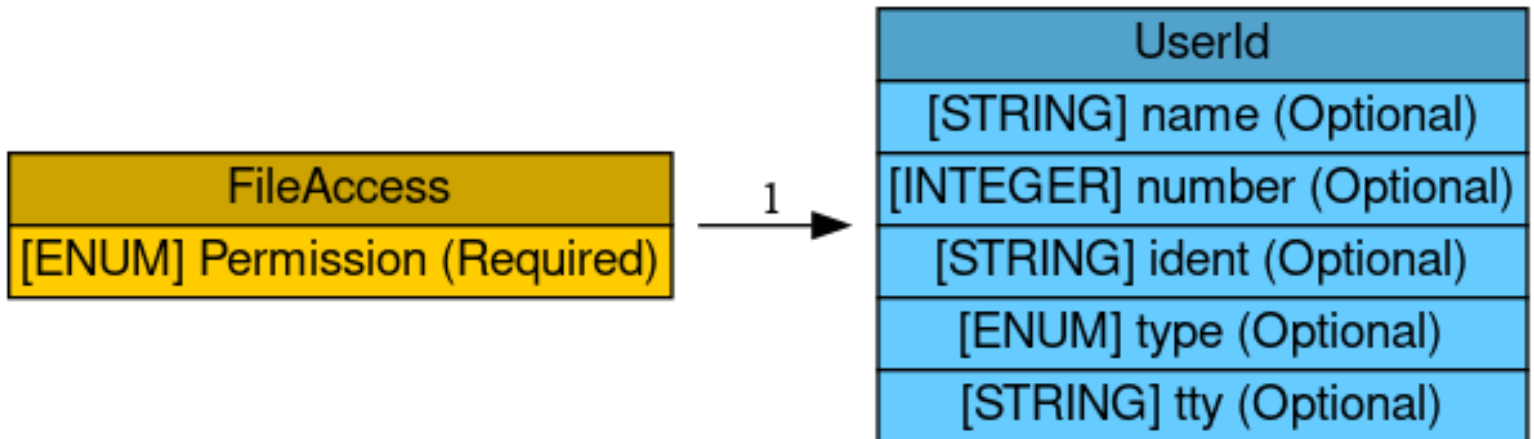 FileAccess
[ENUM] Permission (Required)
1
UserId
[STRING] name (Optional)
[INTEGER] number (Optional)
[STRING] ident (Optional)
[ENUM] type (Optional)
[STRING] tty (Optional)